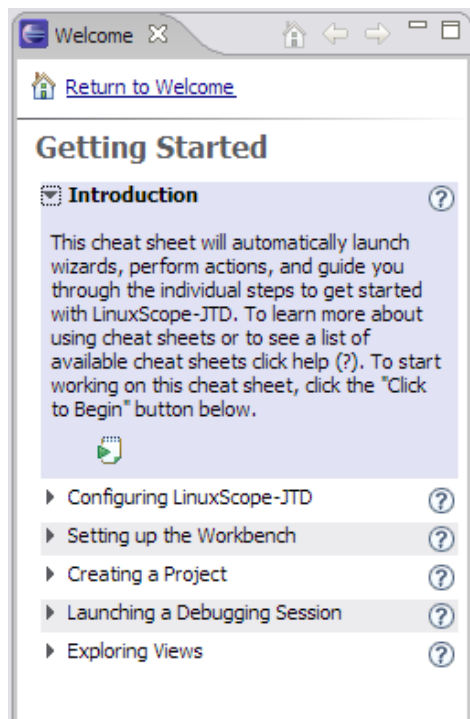 Welcome
Return to Welcome
Getting Started
Introduction
This cheat sheet will automatically launch
wizards, perform actions, and guide you
through the individual steps to get started
with LinuxScope-JTD. To learn more about
using cheat sheets or to see a list of
available cheat sheets click help (?). To start
working on this cheat sheet, click the "Click
to Begin" button below.
Configuring LinuxScope-JTD
Setting up the Workbench
Creating a Project
Launching a Debugging Session
Exploring Views